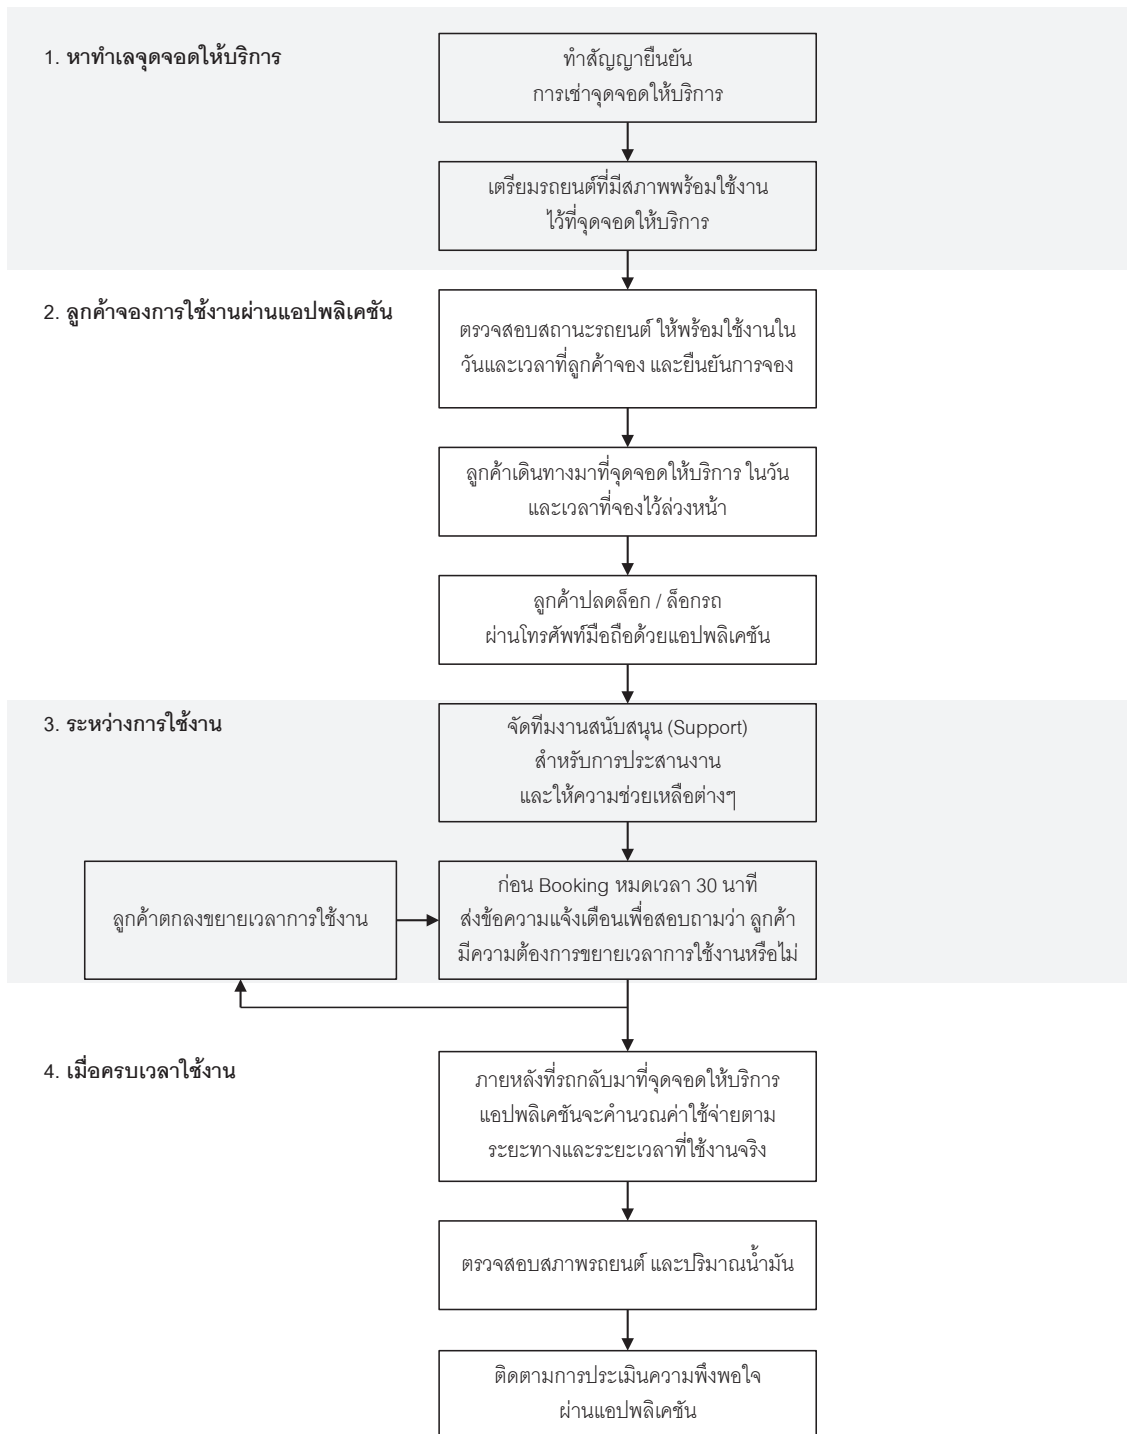 1. หาทำเลจุดจอดให้บริการ
ทำสัญญายืนยัน
การเช่าจุดจอดให้บริการ
เตรียมรถยนต์ที่มีสภาพพร้อมใช้งาน
ไว้ที่จุดจอดให้บริการ
2. ลูกค้าจองการใช้งานผ่านแอปพลิเคชัน
ตรวจสอบสถานะรถยนต์ ให้พร้อมใช้งานใน
วันและเวลาที่ลูกค้าจอง และยืนยันการจอง
ลูกค้าเดินทางมาที่จุดจอดให้บริการ ในวัน
และเวลาที่จองไว้ล่วงหน้า
ลูกค้าปลดล็อก / ล็อกรถ
ผ่านโทรศัพท์มือถือด้วยแอปพลิเคชัน
3. ระหว่างการใช้งาน
จัดทีมงานสนับสนุน (Support)
สำหรับการประสานงาน
และให้ความช่วยเหลือต่างๆ
ลูกค้าตกลงขยายเวลาการใช้งาน
ก่อน Booking หมดเวลา 30 นาที
ส่งข้อความแจ้งเตือนเพื่อสอบถามว่า ลูกค้า
มีความต้องการขยายเวลาการใช้งานหรือไม่
4. เมื่อครบเวลาใช้งาน
ภายหลังที่รถกลับมาที่จุดจอดให้บริการ
แอปพลิเคชันจะคำนวณค่าใช้จ่ายตาม
ระยะทางและระยะเวลาที่ใช้งานจริง
ตรวจสอบสภาพรถยนต์ และปริมาณน้ำมัน
ติดตามการประเมินความพึงพอใจ
ผ่านแอปพลิเคชัน